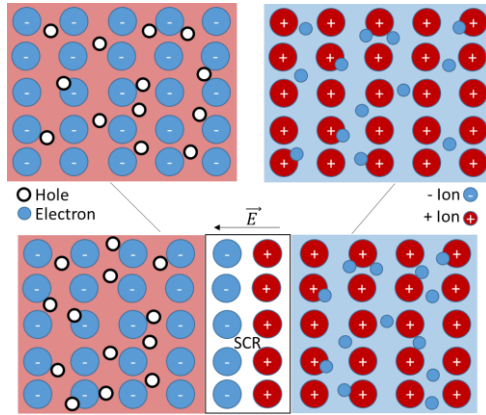 Hole
Electron
E
- Ion
+ Ion
SCR